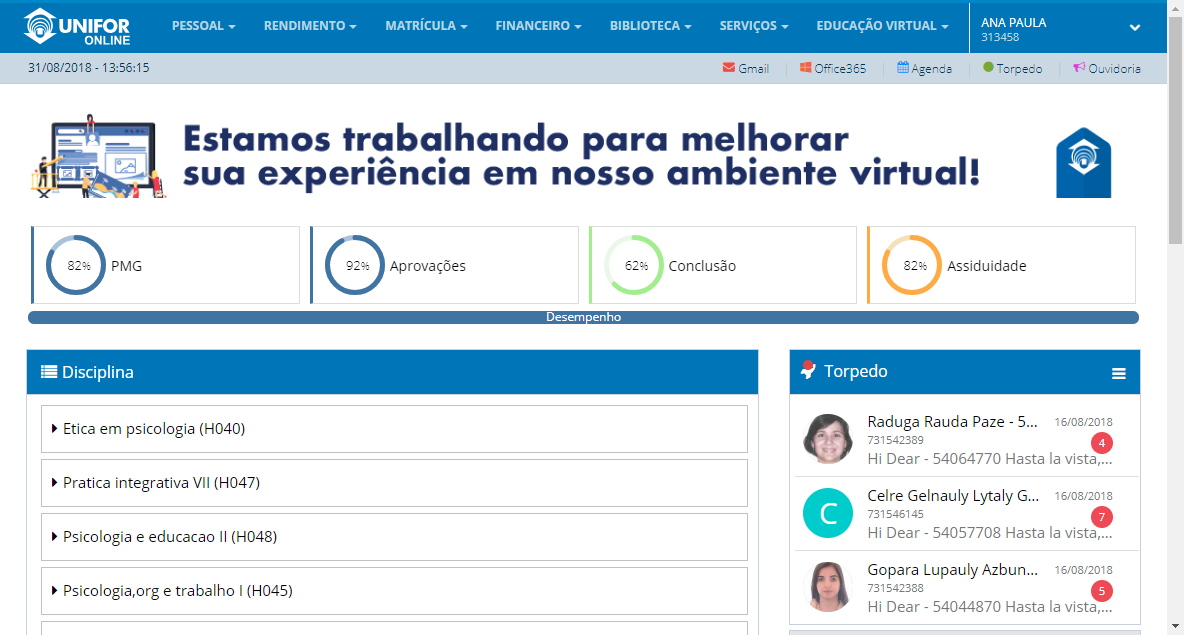 UNIFOR
ONLINE
PESSOAL
RENDIMENTO
MATRÍCULA
FINANCEIRO
BIBLIOTECA
SERVIÇOS
EDUCAÇÃO VIRTUAL
ANA PAULA
313458
31/08/2018 - 13:56:15
Gmail
Office365
Agenda
Torpedo
Ouvidoria
Estamos trabalhando para melhorar
sua experiência em nosso ambiente virtual!
82% PMG
92% Aprovações
62% Conclusão
82% Assiduidade
Desempenho
Disciplina
Etica em psicologia (H040)
Pratica integrativa VII (H047)
Psicologia e educacao II (H048)
Psicologia,org e trabalho I (H045)
Torpedo
Raduga Rauda Paze - 5... 16/08/2018
731542389 4
Hi Dear - 54064770 Hasta la vista,...
C
Celre Gelnauly Lytaly G... 16/08/2018
731546145 7
Hi Dear - 54057708 Hasta la vista,...
Gopara Lupauly Azbun... 16/08/2018
731542388 5
Hi Dear - 54044870 Hasta la vista,...